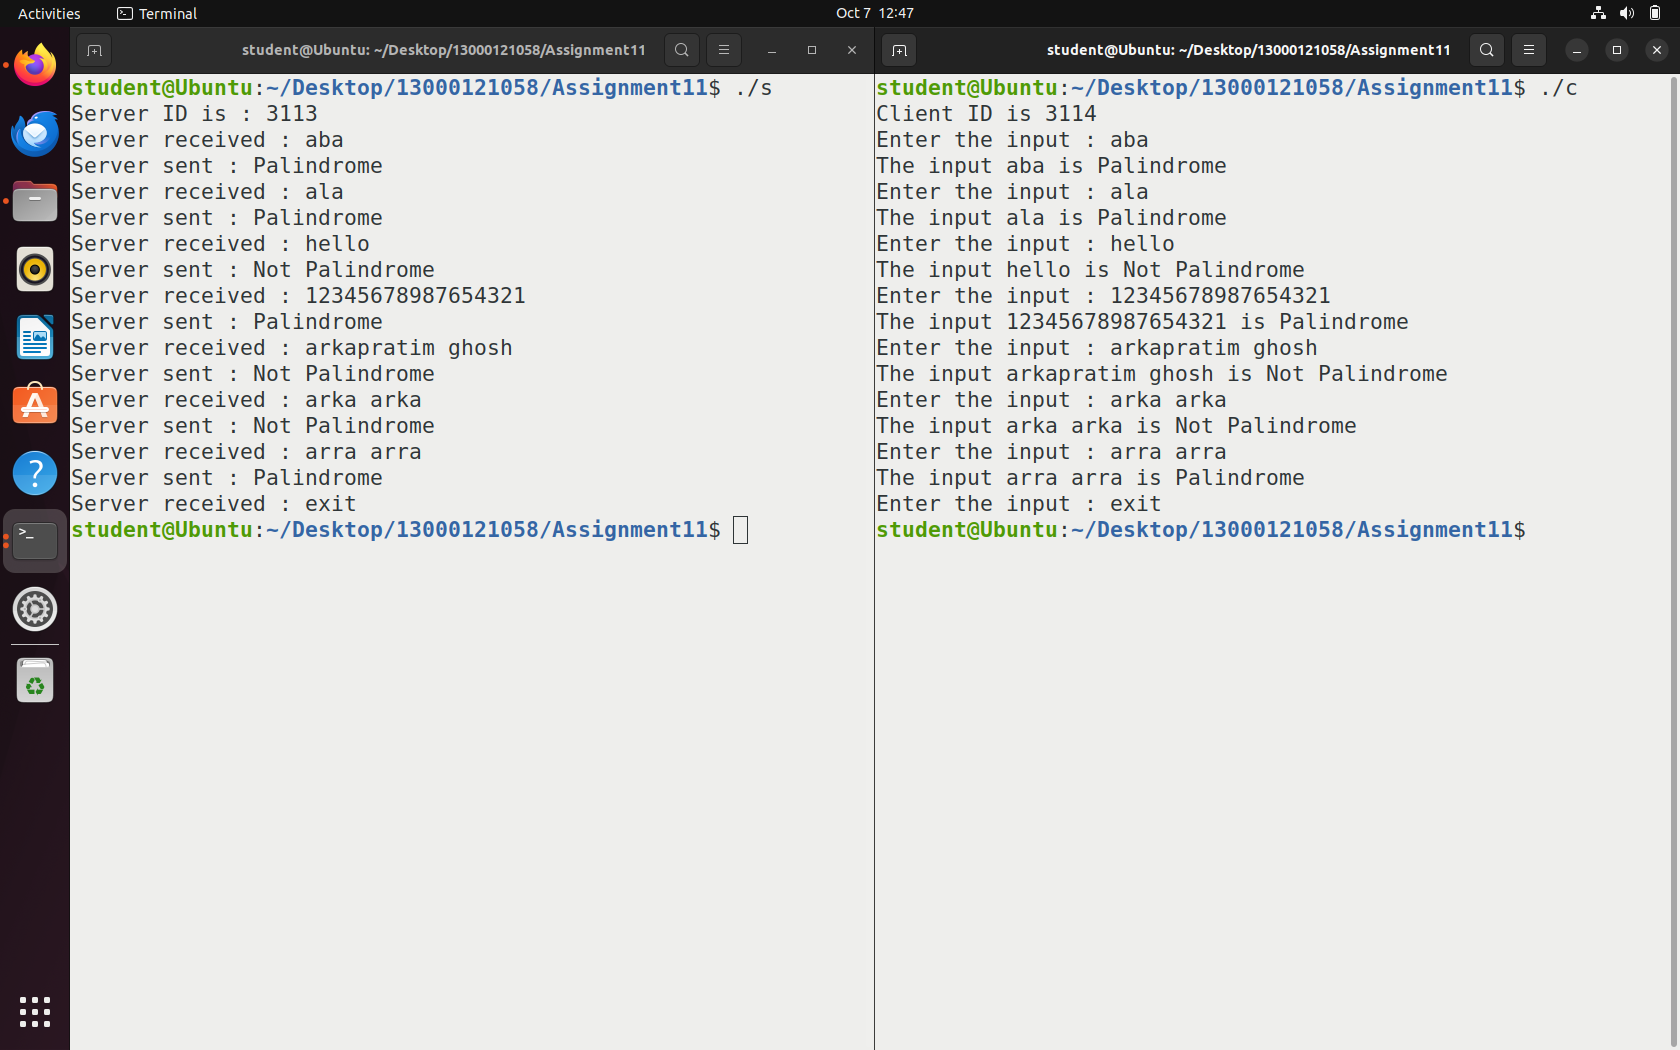 Activities
Terminal
Oct 7 12:47
student@Ubuntu: ~/Desktop/13000121058/Assignment11
student@Ubuntu:~/Desktop/13000121058/Assignment11$ ./s
Server ID is : 3113
Server received : aba
Server sent : Palindrome
Server received : ala
Server sent : Palindrome
Server received : hello
Server sent : Not Palindrome
Server received : 12345678987654321
Server sent : Palindrome
Server received : arkapratim ghosh
Server sent : Not Palindrome
Server received : arka arka
Server sent : Not Palindrome
Server received : arra arra
Server sent : Palindrome
Server received : exit
student@Ubuntu:~/Desktop/13000121058/Assignment11$
student@Ubuntu: ~/Desktop/13000121058/Assignment11
student@Ubuntu:~/Desktop/13000121058/Assignment11$ ./c
Client ID is 3114
Enter the input : aba
The input aba is Palindrome
Enter the input : ala
The input ala is Palindrome
Enter the input : hello
The input hello is Not Palindrome
Enter the input : 12345678987654321
The input 12345678987654321 is Palindrome
Enter the input : arkapratim ghosh
The input arkapratim ghosh is Not Palindrome
Enter the input : arka arka
The input arka arka is Not Palindrome
Enter the input : arra arra
The input arra arra is Palindrome
Enter the input : exit
student@Ubuntu:~/Desktop/13000121058/Assignment11$